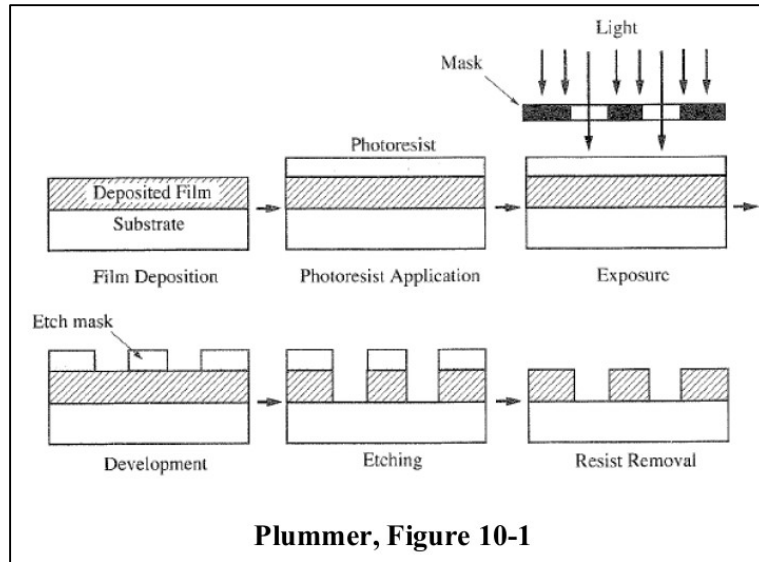 Light
Mask
Photoresist
Deposited Film
Substrate
Film Deposition
Photoresist Application
Exposure
Etch mask
Development
Etching
Resist Removal
Plummer, Figure 10-1